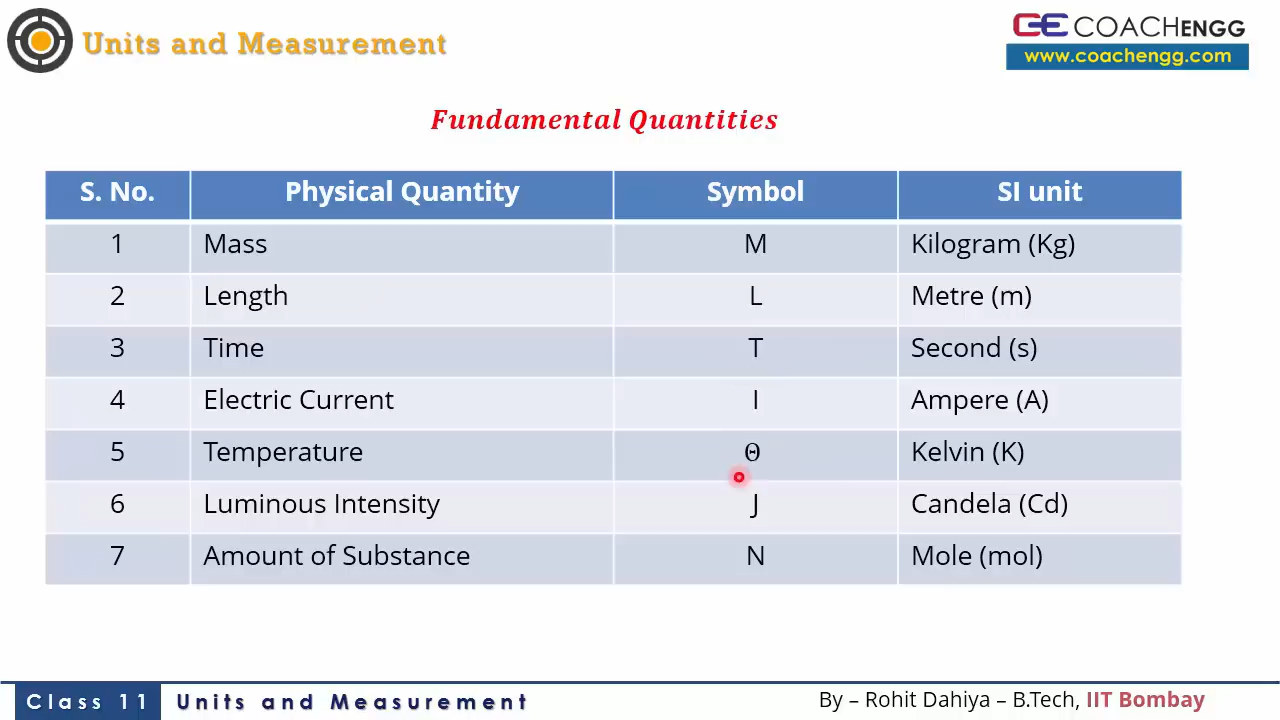 Units and Measurement
CE COACHENGG
www.coachengg.com
Fundamental Quantities
S. No. Physical Quantity Symbol SI unit
1 Mass M Kilogram (Kg)
2 Length L Metre (m)
3 Time T Second (s)
4 Electric Current I Ampere (A)
5 Temperature Θ Kelvin (K)
6 Luminous Intensity J Candela (Cd)
7 Amount of Substance N Mole (mol)
Class 11 Units and Measurement By – Rohit Dahiya – B.Tech, IIT Bombay